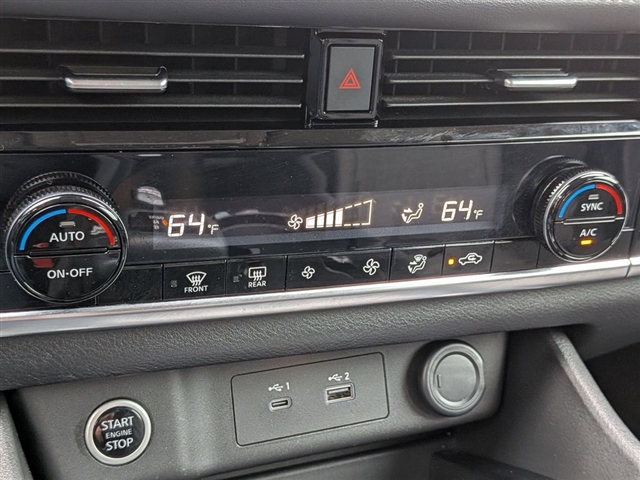 64°F
64°F
AUTO
ON·OFF
SYNC
A/C
FRONT
REAR
1
2
START
ENGINE
STOP